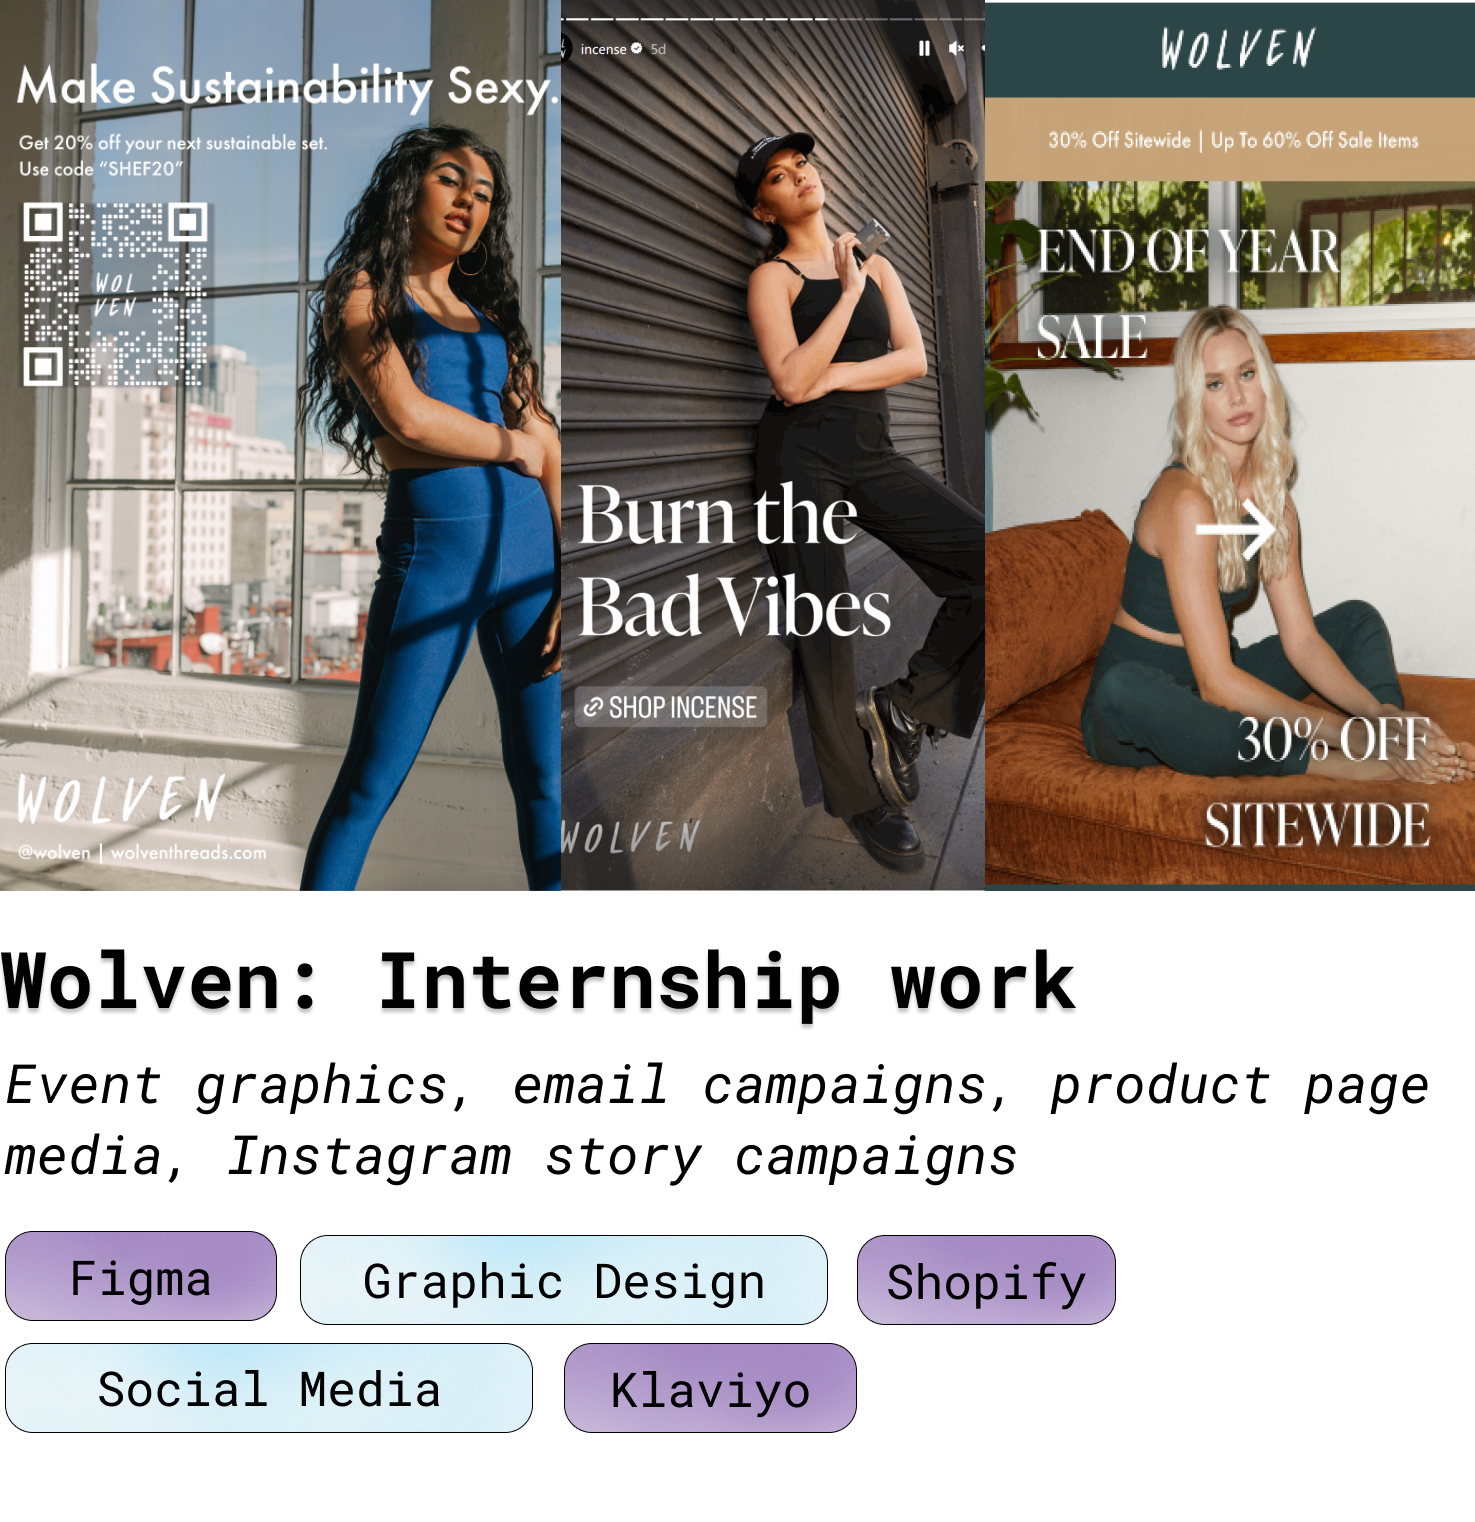 Make Sustainability Sexy.
Get 20% off your next sustainable set.
Use code “SHEF20”
WOL
VEN
WOLVEN
@wolven | wolventhreads.com
incense 5d
Burn the
Bad Vibes
SHOP INCENSE
WOLVEN
WOLVEN
30% Off Sitewide | Up To 60% Off Sale Items
END OF YEAR
SALE
30% OFF
SITEWIDE
Wolven: Internship work
Event graphics, email campaigns, product page
media, Instagram story campaigns
Figma
Graphic Design
Shopify
Social Media
Klaviyo